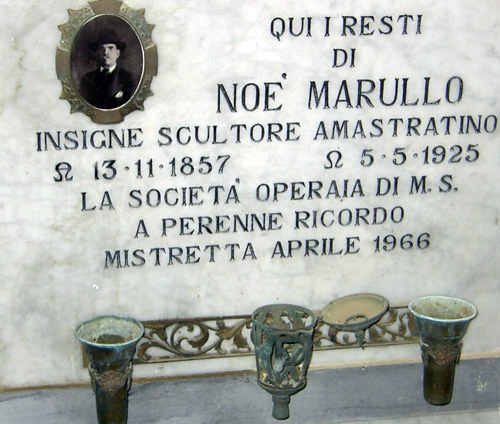 QUI I RESTI
DI
NOE' MARULLO
INSIGNE SCULTORE AMASTRATINO
Ω 13·11·1857 Ω 5·5·1925
LA SOCIETA' OPERAIA DI M. S.
A PERENNE RICORDO
MISTRETTA APRILE 1966